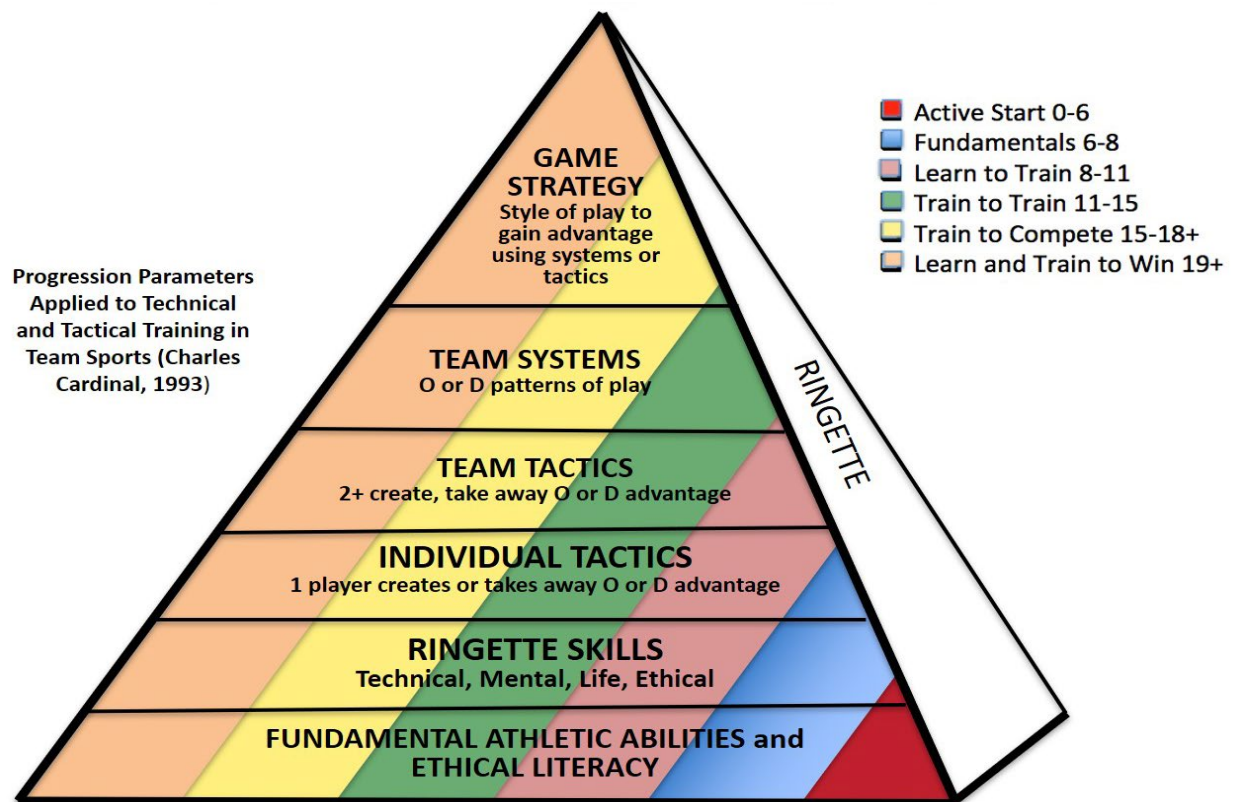 GAME
STRATEGY
Style of play to
gain advantage
using systems or
tactics
TEAM SYSTEMS
O or D patterns of play
TEAM TACTICS
2+ create, take away O or D advantage
INDIVIDUAL TACTICS
1 player creates or takes away O or D advantage
RINGETTE SKILLS
Technical, Mental, Life, Ethical
FUNDAMENTAL ATHLETIC ABILITIES and
ETHICAL LITERACY
RINGETTE
Progression Parameters
Applied to Technical
and Tactical Training in
Team Sports (Charles
Cardinal, 1993)
Active Start 0-6
Fundamentals 6-8
Learn to Train 8-11
Train to Train 11-15
Train to Compete 15-18+
Learn and Train to Win 19+